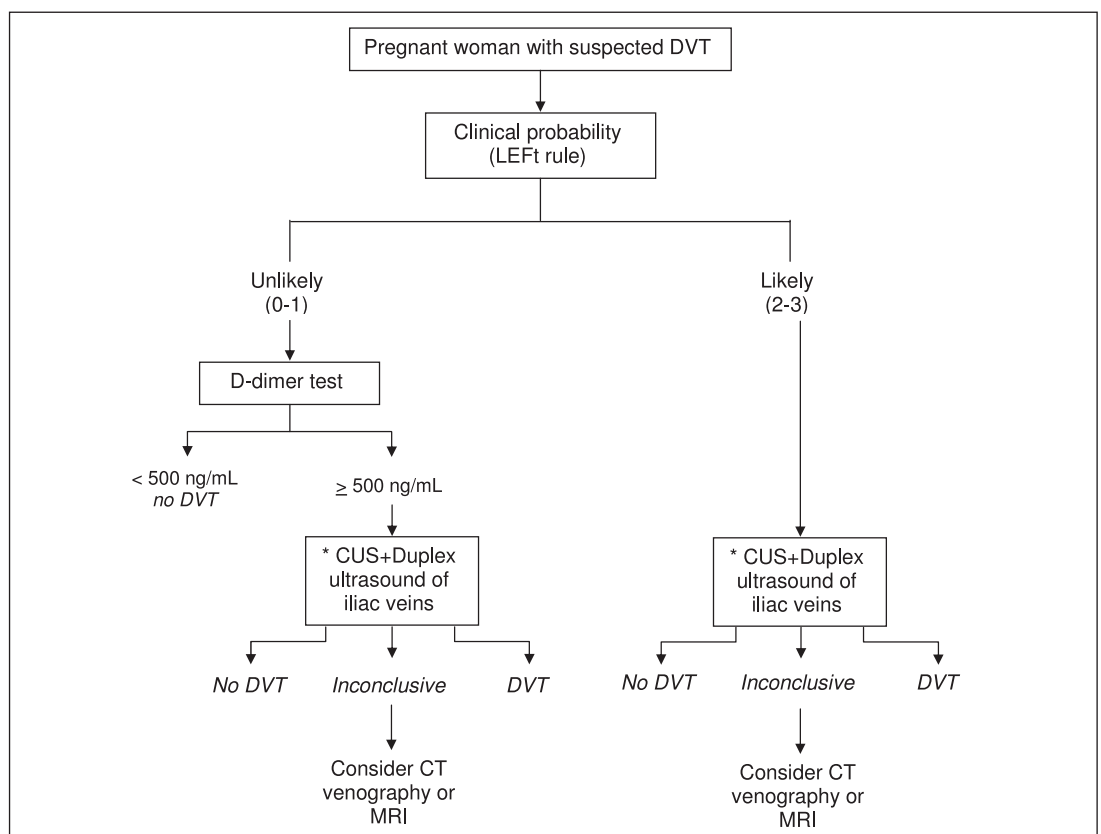 Pregnant woman with suspected DVT
Clinical probability
(LEFt rule)
Unlikely
(0-1)
Likely
(2-3)
D-dimer test
< 500 ng/mL
no DVT
≥ 500 ng/mL
* CUS+Duplex
ultrasound of
iliac veins
* CUS+Duplex
ultrasound of
iliac veins
No DVT
Inconclusive
DVT
No DVT
Inconclusive
DVT
Consider CT
venography or
MRI
Consider CT
venography or
MRI